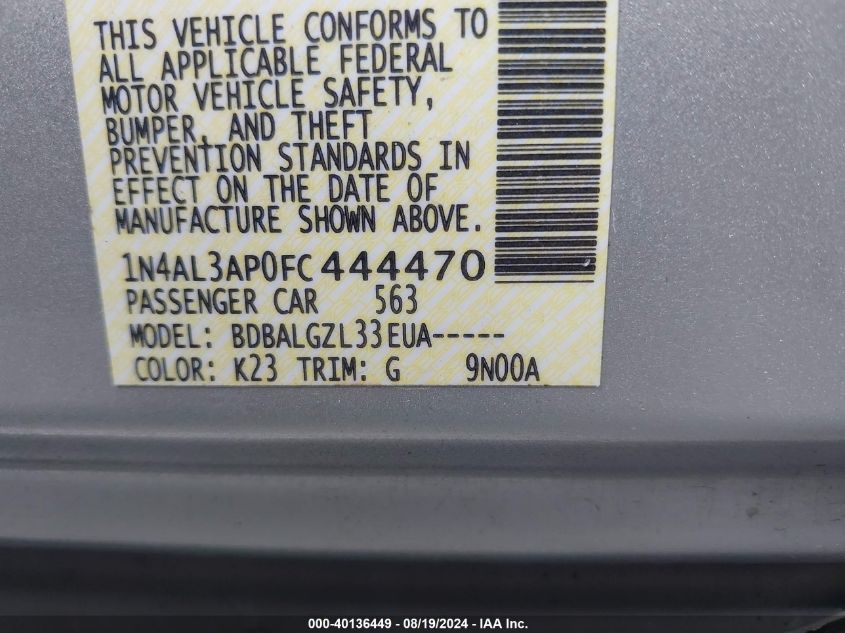 THIS VEHICLE CONFORMS TO
ALL APPLICABLE FEDERAL
MOTOR VEHICLE SAFETY,
BUMPER, AND THEFT
PREVENTION STANDARDS IN
EFFECT ON THE DATE OF
MANUFACTURE SHOWN ABOVE.
1N4AL3AP0FC444470
PASSENGER CAR 563
MODEL: BDBALGZL33EUA-----
COLOR: K23 TRIM: G 9N00A
000-40136449 - 08/19/2024 - IAA Inc.